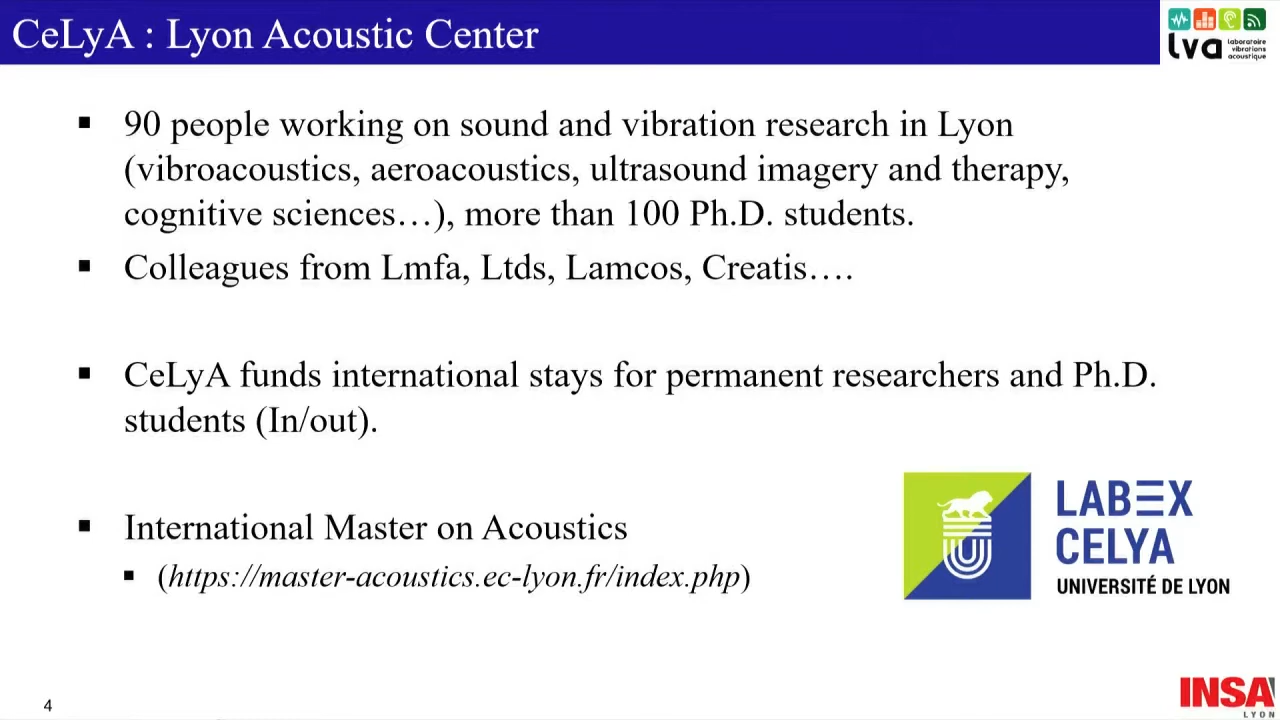 CeLyA : Lyon Acoustic Center
lva
laboratoire
vibrations
acoustique
▪ 90 people working on sound and vibration research in Lyon
(vibroacoustics, aeroacoustics, ultrasound imagery and therapy,
cognitive sciences…), more than 100 Ph.D. students.
▪ Colleagues from Lmfa, Ltds, Lamcos, Creatis….
▪ CeLyA funds international stays for permanent researchers and Ph.D.
students (In/out).
▪ International Master on Acoustics
▪ (https://master-acoustics.ec-lyon.fr/index.php)
LABEX
CELYA
UNIVERSITÉ DE LYON
4
INSA
LYON